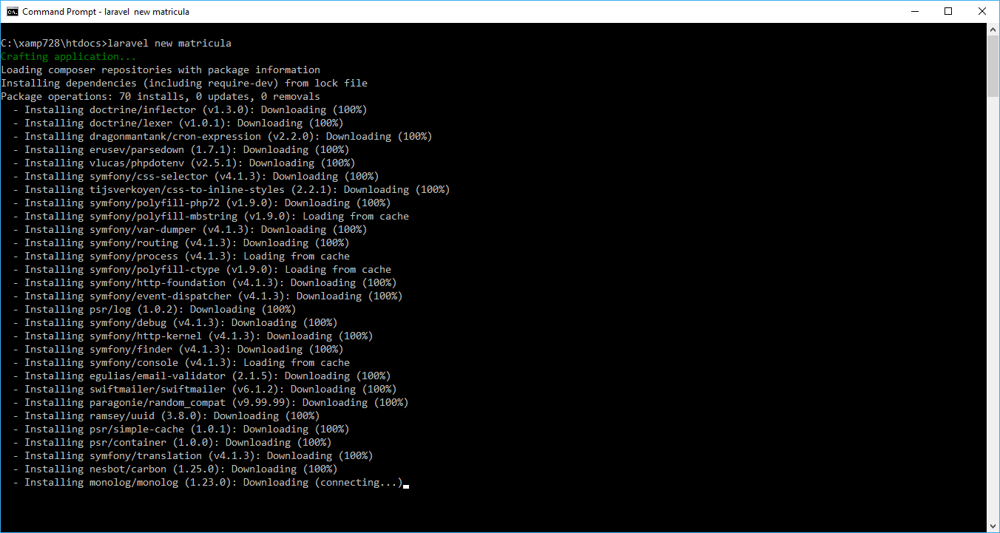 Command Prompt - laravel  new matricula
C:\xamp728\htdocs>laravel new matricula
Crafting application...
Loading composer repositories with package information
Installing dependencies (including require-dev) from lock file
Package operations: 70 installs, 0 updates, 0 removals
  - Installing doctrine/inflector (v1.3.0): Downloading (100%)
  - Installing doctrine/lexer (v1.0.1): Downloading (100%)
  - Installing dragonmantank/cron-expression (v2.2.0): Downloading (100%)
  - Installing erusev/parsedown (1.7.1): Downloading (100%)
  - Installing vlucas/phpdotenv (v2.5.1): Downloading (100%)
  - Installing symfony/css-selector (v4.1.3): Downloading (100%)
  - Installing tijsverkoyen/css-to-inline-styles (2.2.1): Downloading (100%)
  - Installing symfony/polyfill-php72 (v1.9.0): Downloading (100%)
  - Installing symfony/polyfill-mbstring (v1.9.0): Loading from cache
  - Installing symfony/var-dumper (v4.1.3): Downloading (100%)
  - Installing symfony/routing (v4.1.3): Downloading (100%)
  - Installing symfony/process (v4.1.3): Loading from cache
  - Installing symfony/polyfill-ctype (v1.9.0): Loading from cache
  - Installing symfony/http-foundation (v4.1.3): Downloading (100%)
  - Installing symfony/event-dispatcher (v4.1.3): Downloading (100%)
  - Installing psr/log (1.0.2): Downloading (100%)
  - Installing symfony/debug (v4.1.3): Downloading (100%)
  - Installing symfony/http-kernel (v4.1.3): Downloading (100%)
  - Installing symfony/finder (v4.1.3): Downloading (100%)
  - Installing symfony/console (v4.1.3): Loading from cache
  - Installing egulias/email-validator (2.1.5): Downloading (100%)
  - Installing swiftmailer/swiftmailer (v6.1.2): Downloading (100%)
  - Installing paragonie/random_compat (v9.99.99): Downloading (100%)
  - Installing ramsey/uuid (3.8.0): Downloading (100%)
  - Installing psr/simple-cache (1.0.1): Downloading (100%)
  - Installing psr/container (1.0.0): Downloading (100%)
  - Installing symfony/translation (v4.1.3): Downloading (100%)
  - Installing nesbot/carbon (1.25.0): Downloading (100%)
  - Installing monolog/monolog (1.23.0): Downloading (connecting...)